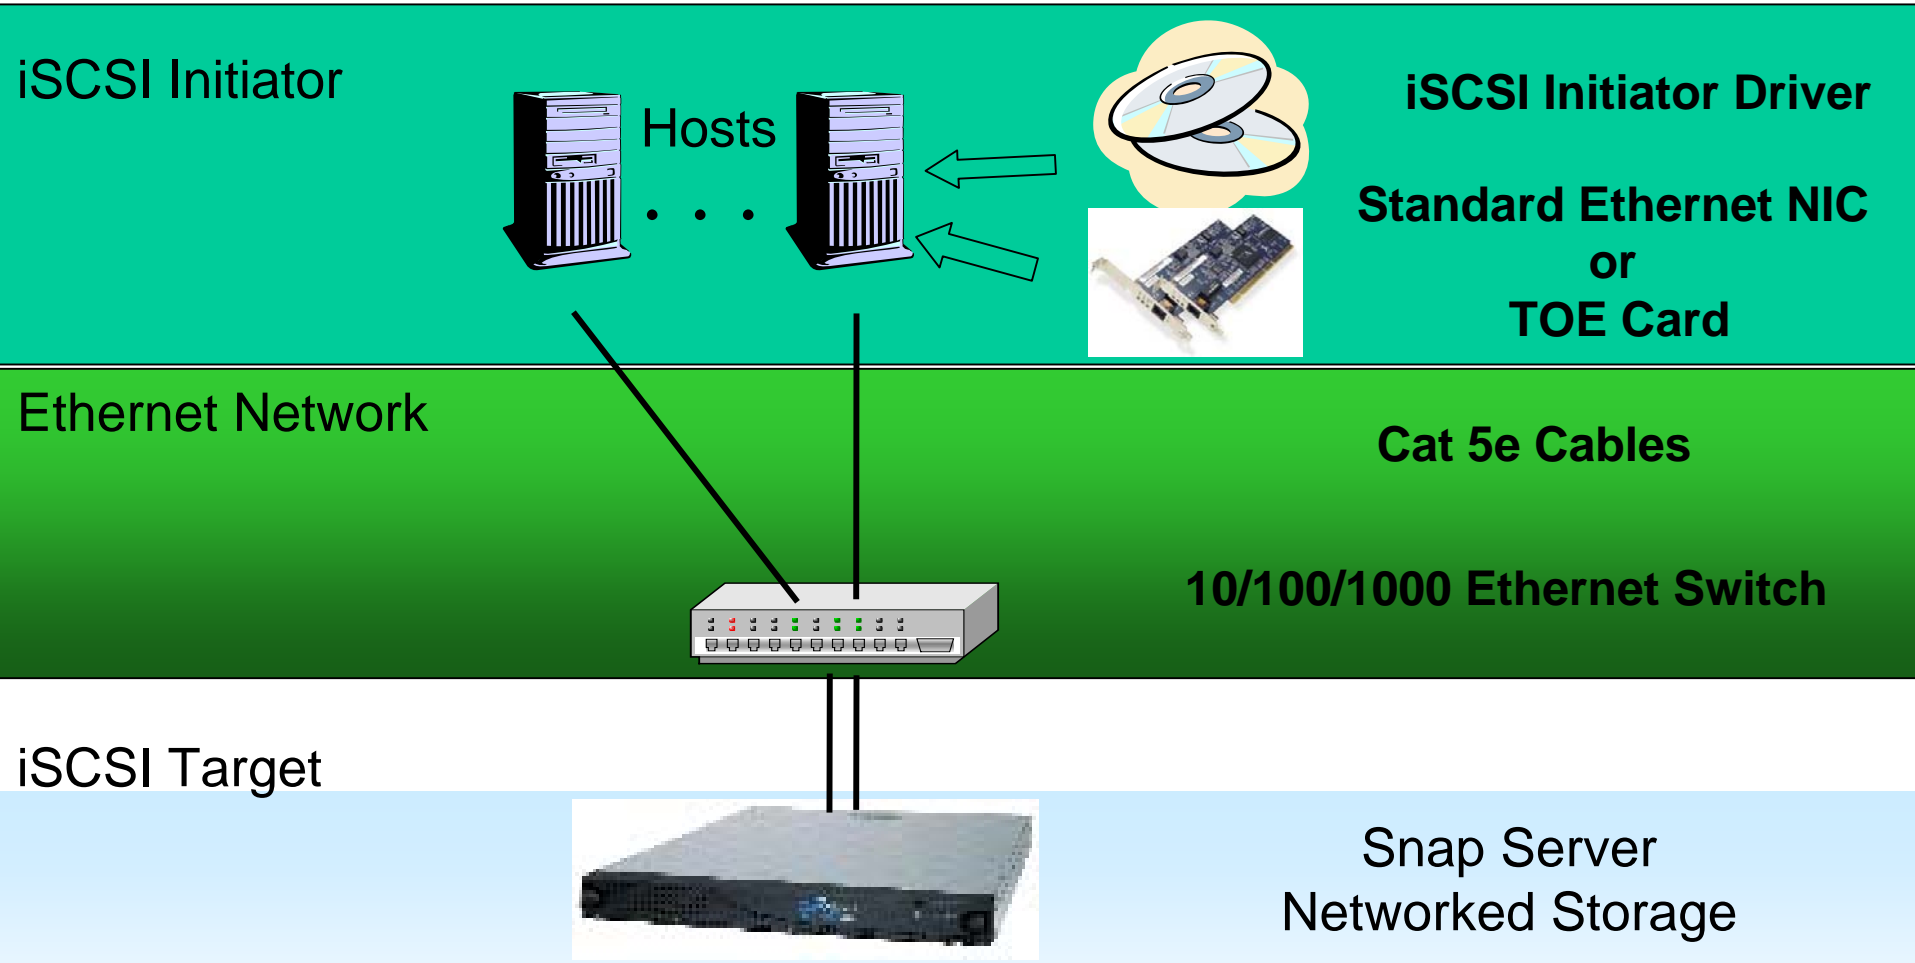 iSCSI Initiator
Hosts
. . .
iSCSI Initiator Driver
Standard Ethernet NIC
or
TOE Card
Ethernet Network
Cat 5e Cables
10/100/1000 Ethernet Switch
iSCSI Target
Snap Server
Networked Storage